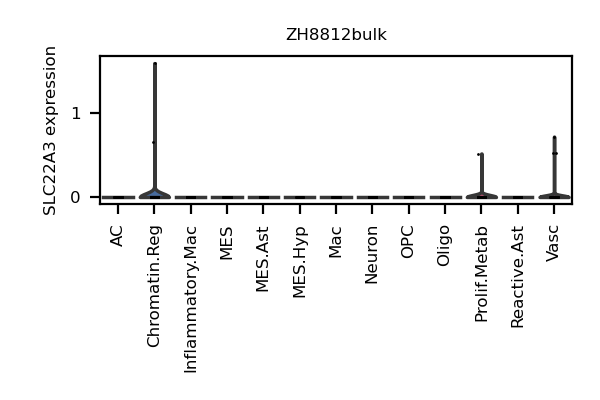 ZH8812bulk
SLC22A3 expression
1
0
AC
Chromatin.Reg
Inflammatory.Mac
MES
MES.Ast
MES.Hyp
Mac
Neuron
OPC
Oligo
Prolif.Metab
Reactive.Ast
Vasc